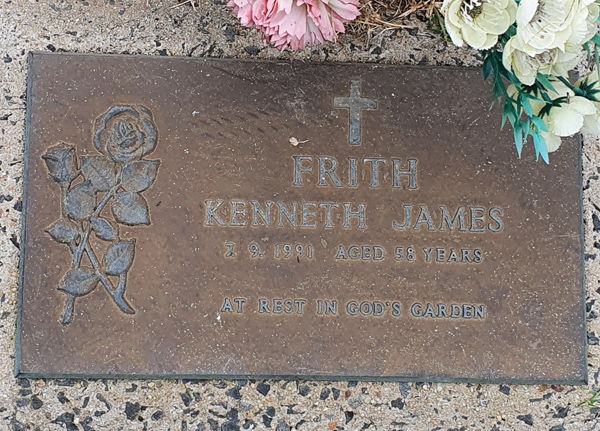 FRITH
KENNETH JAMES
7. 9. 1991 AGED 58 YEARS
AT REST IN GOD'S GARDEN